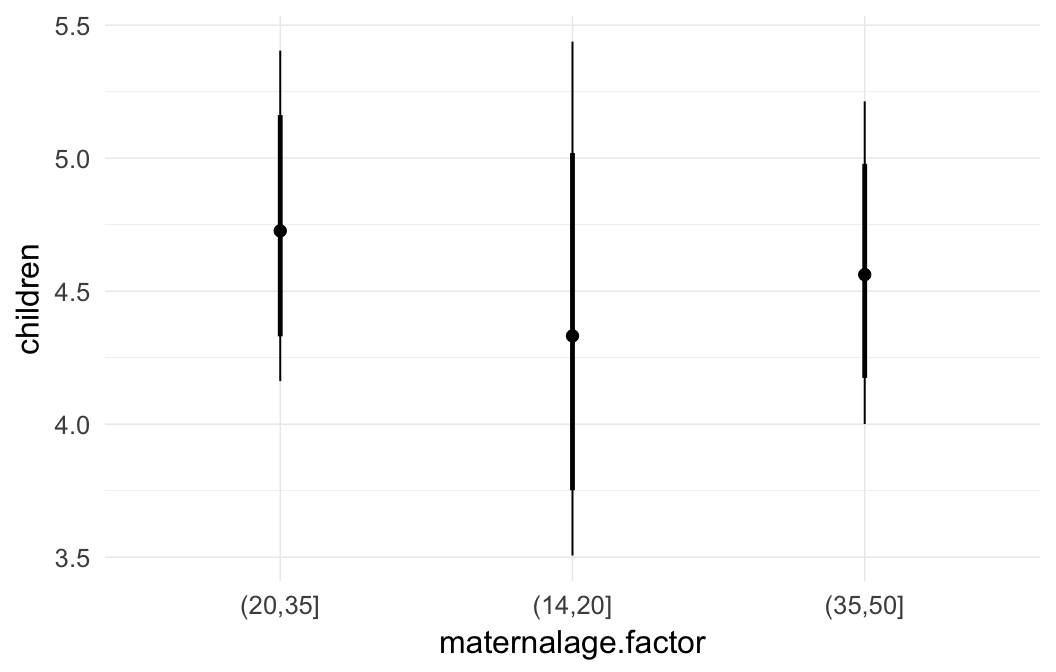 5.5
5.0
4.5
4.0
3.5
children
(20,35] (14,20] (35,50]
maternalage.factor